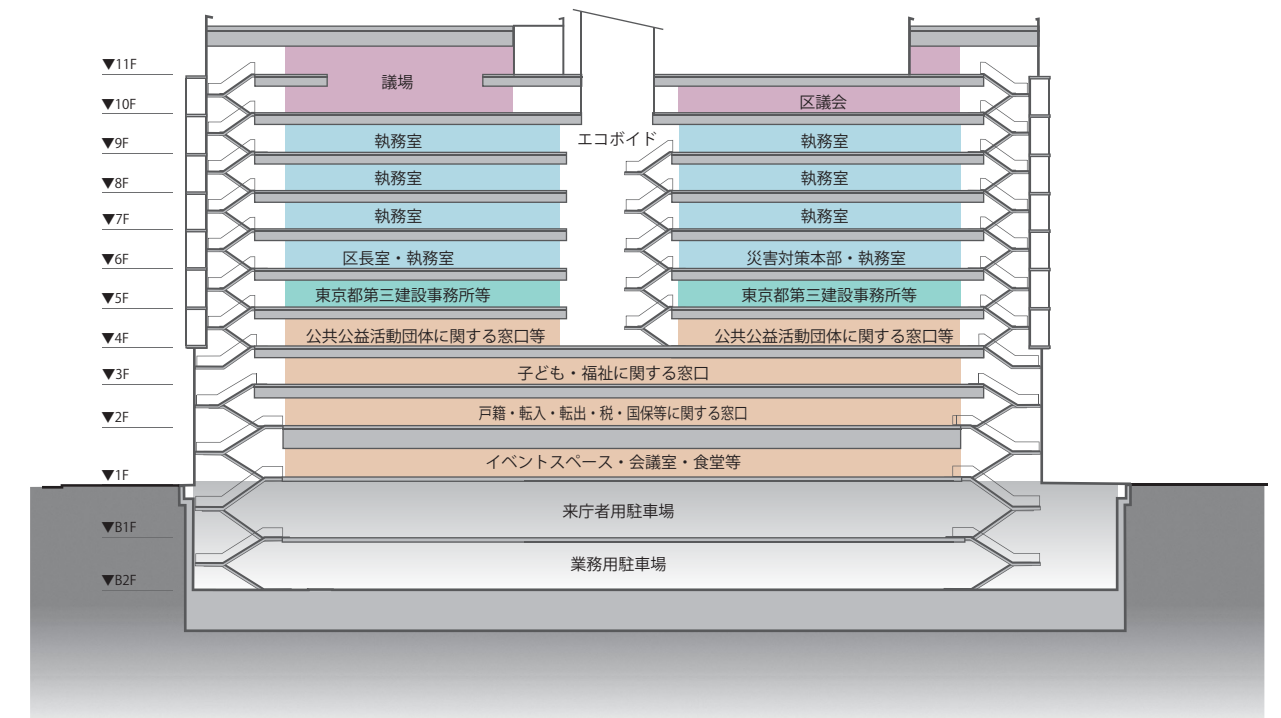 ▼11F
議場
▼10F
区議会
▼9F
執務室
エコボイド
執務室
▼8F
執務室
執務室
▼7F
執務室
執務室
▼6F
区長室・執務室
災害対策本部・執務室
▼5F
東京都第三建設事務所等
東京都第三建設事務所等
▼4F
公共公益活動団体に関する窓口等
公共公益活動団体に関する窓口等
▼3F
子ども・福祉に関する窓口
▼2F
戸籍・転入・転出・税・国保等に関する窓口
▼1F
イベントスペース・会議室・食堂等
▼B1F
来庁者用駐車場
▼B2F
業務用駐車場